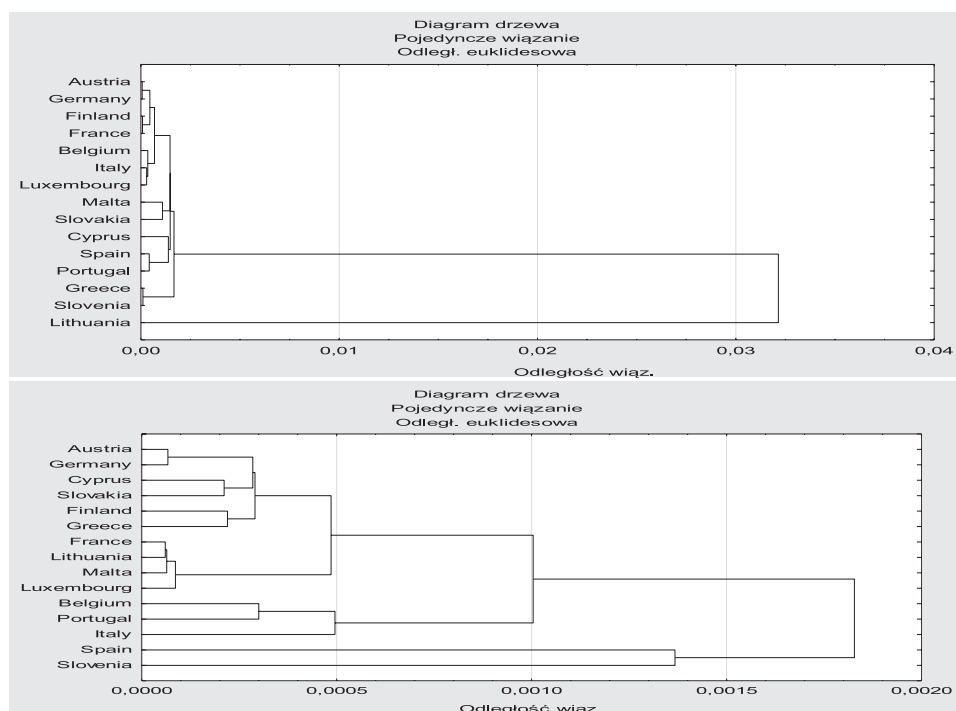 Diagram drzewa
Pojedyncze wiązanie
Odległ. euklidesowa
Austria
Germany
Finland
France
Belgium
Italy
Luxembourg
Malta
Slovakia
Cyprus
Spain
Portugal
Greece
Slovenia
Lithuania
0,00 0,01 0,02 0,03 0,04
Odległość wiąz.
Diagram drzewa
Pojedyncze wiązanie
Odległ. euklidesowa
Austria
Germany
Cyprus
Slovakia
Finland
Greece
France
Lithuania
Malta
Luxembourg
Belgium
Portugal
Italy
Spain
Slovenia
0,0000 0,0005 0,0010 0,0015 0,0020
Odległość wiąz.